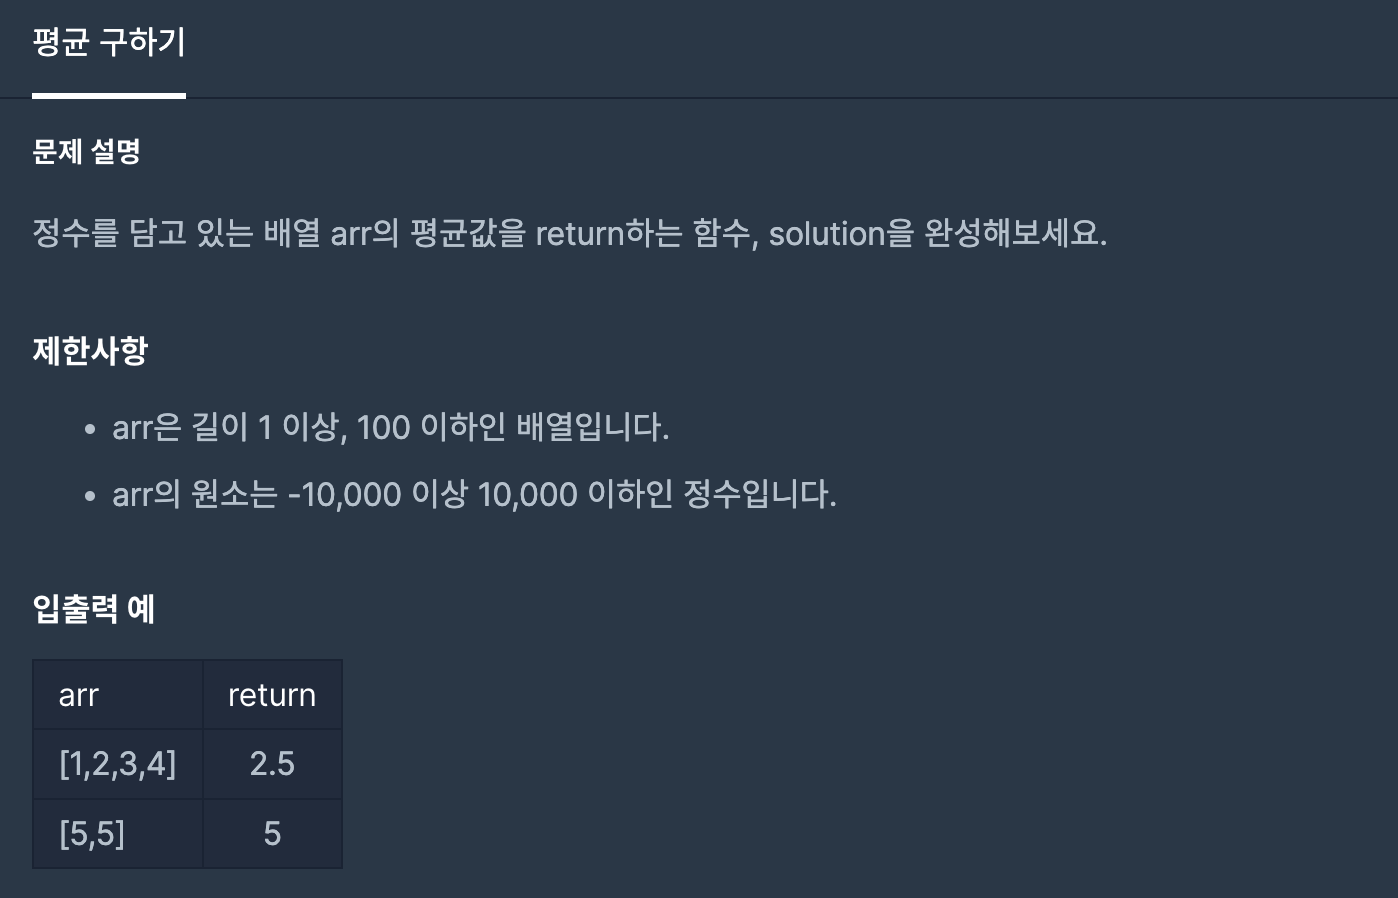 평균 구하기
문제 설명
정수를 담고 있는 배열 arr의 평균값을 return하는 함수, solution을 완성해보세요.
제한사항
• arr은 길이 1 이상, 100 이하인 배열입니다.
• arr의 원소는 -10,000 이상 10,000 이하인 정수입니다.
입출력 예
arr return
[1,2,3,4] 2.5
[5,5] 5